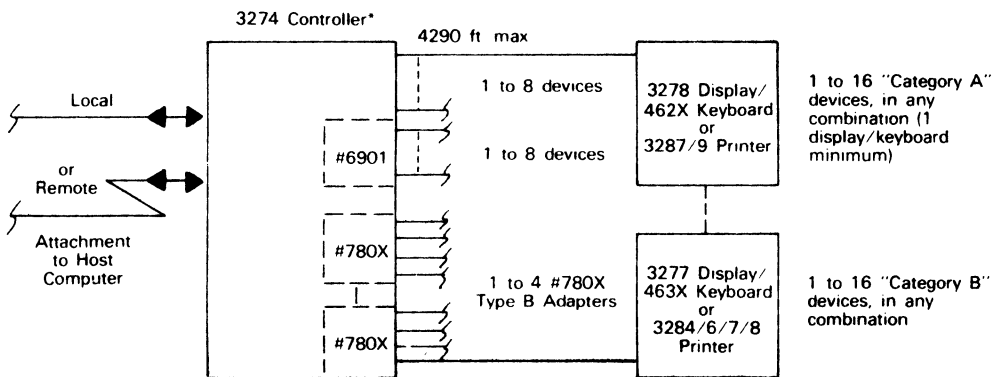 3274 Controller*
4290 ft max
Local
or
Remote
Attachment
to Host
Computer
#6901
#780X
#780X
1 to 8 devices
1 to 8 devices
1 to 4 #780X
Type B Adapters
3278 Display/
462X Keyboard
or
3287/9 Printer
1 to 16 "Category A"
devices, in any
combination (1
display/keyboard
minimum)
3277 Display/
463X Keyboard
or
3284/6/7/8
Printer
1 to 16 "Category B"
devices, in any
combination